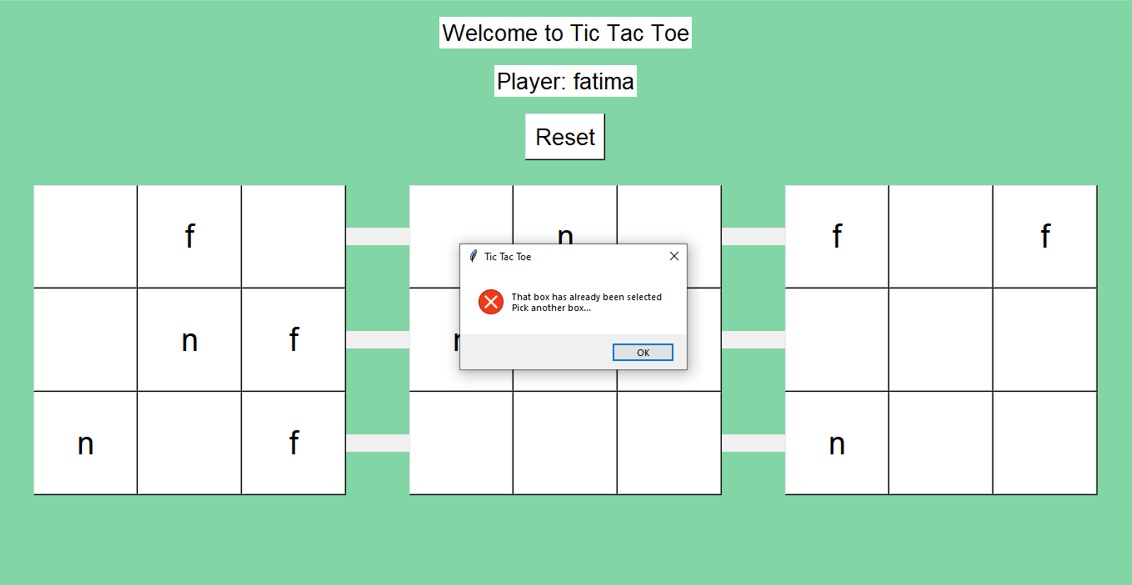 Welcome to Tic Tac Toe
Player: fatima
Reset
f n f f
Tic Tac Toe
That box has already been selected
Pick another box...
n f
OK
n f n